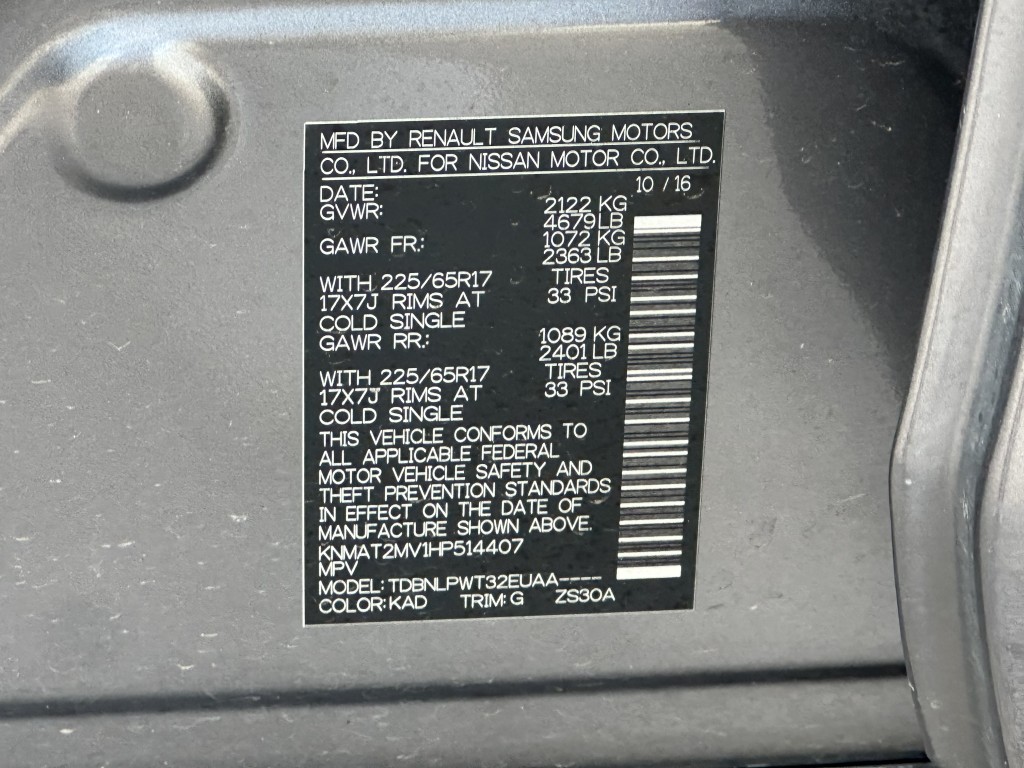 MFD BY RENAULT SAMSUNG MOTORS
CO., LTD. FOR NISSAN MOTOR CO., LTD.
DATE: 10 / 16
GVWR: 2122 KG
4679 LB
GAWR FR.: 1072 KG
2363 LB
WITH 225/65R17 TIRES
17X7J RIMS AT 33 PSI
COLD SINGLE
GAWR RR.: 1089 KG
2401 LB
WITH 225/65R17 TIRES
17X7J RIMS AT 33 PSI
COLD SINGLE
THIS VEHICLE CONFORMS TO
ALL APPLICABLE FEDERAL
MOTOR VEHICLE SAFETY AND
THEFT PREVENTION STANDARDS
IN EFFECT ON THE DATE OF
MANUFACTURE SHOWN ABOVE.
KNMAT2MV1HP514407
MPV
MODEL: TDBNLPWT32EUAA----
COLOR: KAD TRIM: G ZS30A